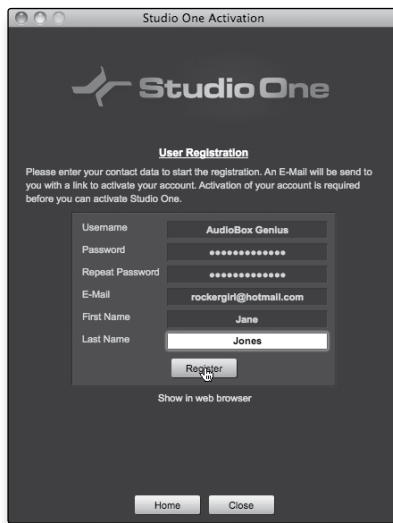 Studio One Activation
Studio One
User Registration
Please enter your contact data to start the registration. An E-Mail will be send to
you with a link to activate your account. Activation of your account is required
before you can activate Studio One.
Username AudioBox Genius
Password •••••••••••••
Repeat Password •••••••••••••
E-Mail rockergirl@hotmail.com
First Name Jane
Last Name Jones
Register
Show in web browser
Home Close